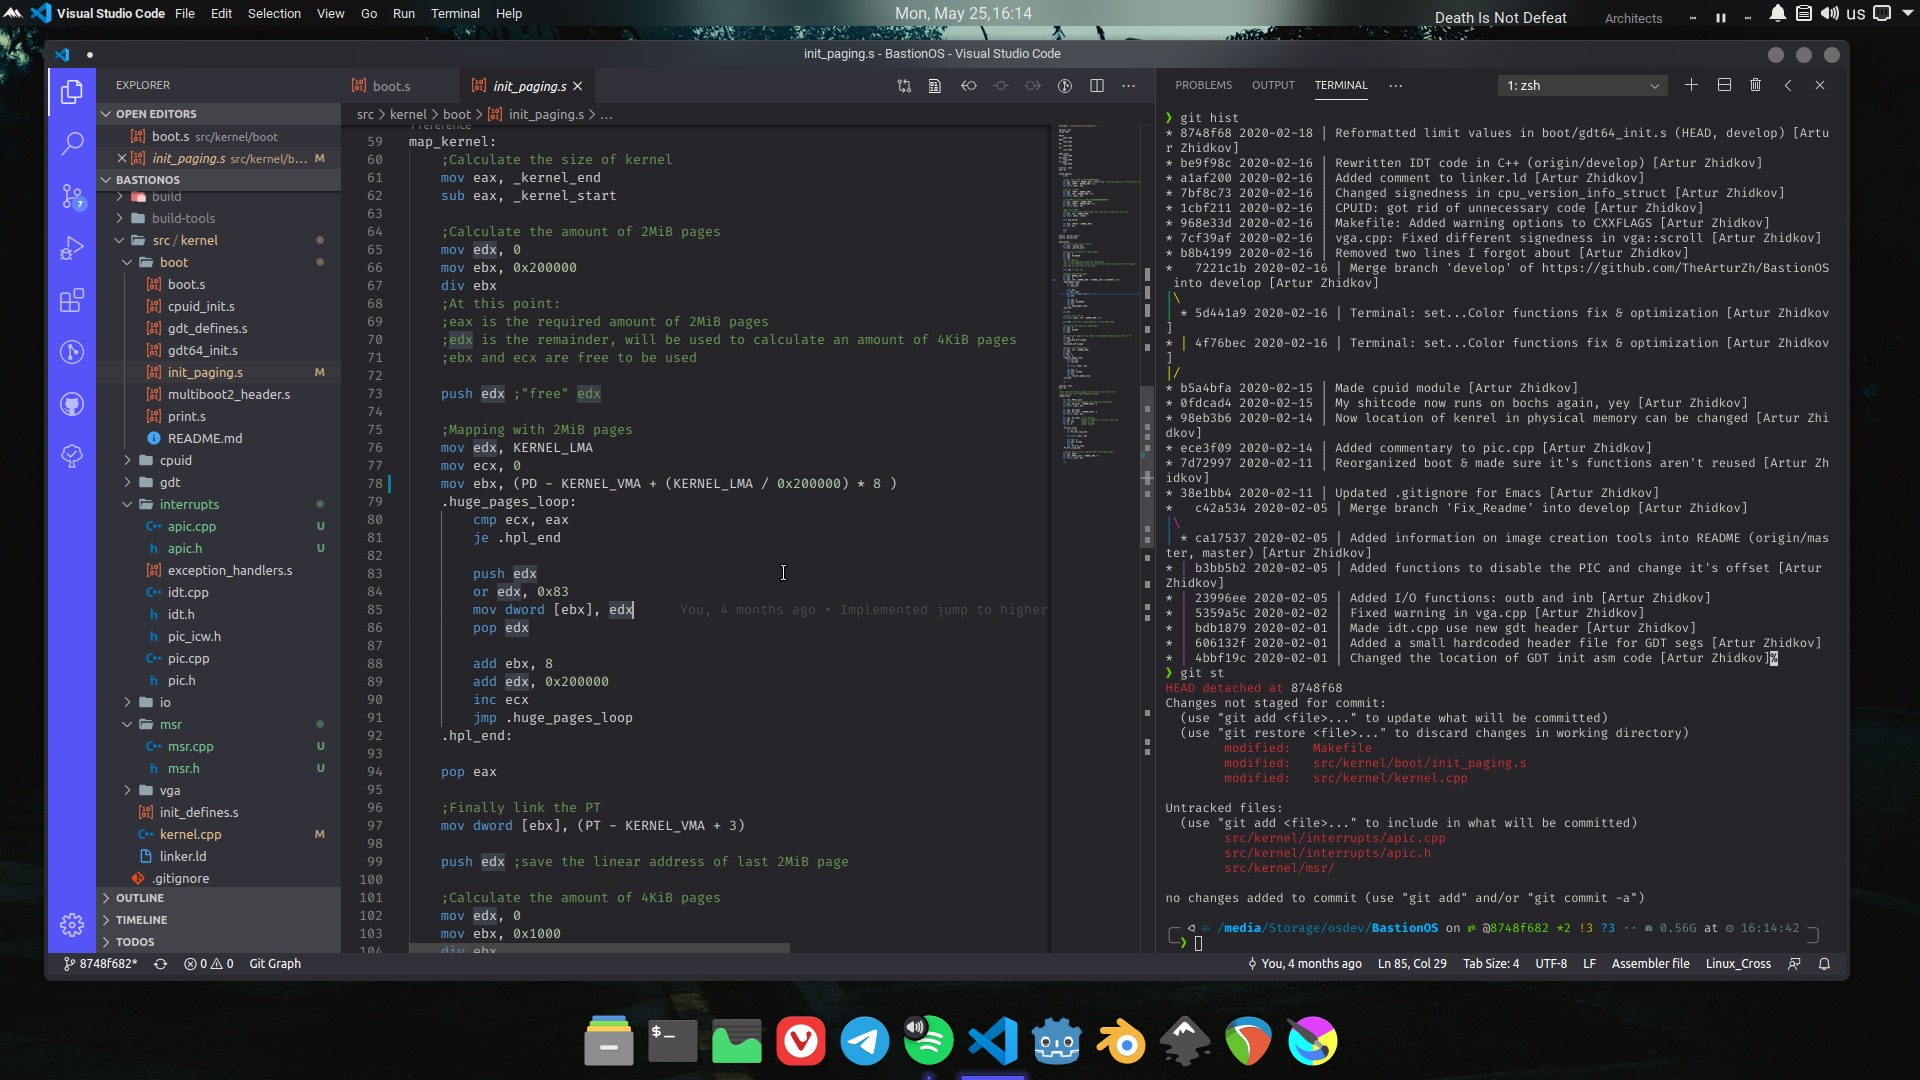 Visual Studio Code File Edit Selection View Go Run Terminal Help
Mon, May 25, 16:14
Death Is Not Defeat Architects us
init_paging.s - BastionOS - Visual Studio Code
EXPLORER
OPEN EDITORS
boot.s src/kernel/boot
init_paging.s src/kernel/b... M
BASTIONOS
build
build-tools
src / kernel
boot
boot.s
cpuid_init.s
gdt_defines.s
gdt64_init.s
init_paging.s M
multiboot2_header.s
print.s
README.md
cpuid
gdt
interrupts
apic.cpp U
apic.h U
exception_handlers.s
idt.cpp
idt.h
pic_icw.h
pic.cpp
pic.h
io
msr
msr.cpp U
msr.h U
vga
init_defines.s
kernel.cpp M
linker.ld
.gitignore
OUTLINE
TIMELINE
TODOS
7
boot.s init_paging.s
src > kernel > boot > init_paging.s > ...
59 map_kernel:
60 ;Calculate the size of kernel
61 mov eax, _kernel_end
62 sub eax, _kernel_start
63
64 ;Calculate the amount of 2MiB pages
65 mov edx, 0
66 mov ebx, 0x200000
67 div ebx
68 ;At this point:
69 ;eax is the required amount of 2MiB pages
70 ;edx is the remainder, will be used to calculate an amount of 4KiB pages
71 ;ebx and ecx are free to be used
72
73 push edx ;"free" edx
74
75 ;Mapping with 2MiB pages
76 mov edx, KERNEL_LMA
77 mov ecx, 0
78 mov ebx, (PD - KERNEL_VMA + (KERNEL_LMA / 0x200000) * 8 )
79 .huge_pages_loop:
80 cmp ecx, eax
81 je .hpl_end
82
83 push edx
84 or edx, 0x83
85 mov dword [ebx], edx You, 4 months ago • Implemented jump to higher
86 pop edx
87
88 add ebx, 8
89 add edx, 0x200000
90 inc ecx
91 jmp .huge_pages_loop
92 .hpl_end:
93
94 pop eax
95
96 ;Finally link the PT
97 mov dword [ebx], (PT - KERNEL_VMA + 3)
98
99 push edx ;save the linear address of last 2MiB page
100
101 ;Calculate the amount of 4KiB pages
102 mov edx, 0
103 mov ebx, 0x1000
104 div ebx
PROBLEMS OUTPUT TERMINAL ... 1: zsh
❯ git hist
* 8748f68 2020-02-18 | Reformatted limit values in boot/gdt64_init.s (HEAD, develop) [Artu
r Zhidkov]
* be9f98c 2020-02-16 | Rewritten IDT code in C++ (origin/develop) [Artur Zhidkov]
* a1af200 2020-02-16 | Added comment to linker.ld [Artur Zhidkov]
* 7bf8c73 2020-02-16 | Changed signedness in cpu_version_info_struct [Artur Zhidkov]
* 1cbf211 2020-02-16 | CPUID: got rid of unnecessary code [Artur Zhidkov]
* 968e33d 2020-02-16 | Makefile: Added warning options to CXXFLAGS [Artur Zhidkov]
* 7cf39af 2020-02-16 | vga.cpp: Fixed different signedness in vga::scroll [Artur Zhidkov]
* b8b4199 2020-02-16 | Removed two lines I forgot about [Artur Zhidkov]
* 7221c1b 2020-02-16 | Merge branch 'develop' of https://github.com/TheArturZh/BastionOS
into develop [Artur Zhidkov]
|\
| * 5d441a9 2020-02-16 | Terminal: set...Color functions fix & optimization [Artur Zhidkov
]
* | 4f76bec 2020-02-16 | Terminal: set...Color functions fix & optimization [Artur Zhidkov
]
|/
* b5a4bfa 2020-02-15 | Made cpuid module [Artur Zhidkov]
* 0fdcad4 2020-02-15 | My shitcode now runs on bochs again, yey [Artur Zhidkov]
* 98eb3b6 2020-02-14 | Now location of kenrel in physical memory can be changed [Artur Zhi
dkov]
* ece3f09 2020-02-14 | Added commentary to pic.cpp [Artur Zhidkov]
* 7d72997 2020-02-11 | Reorganized boot & made sure it's functions aren't reused [Artur Zh
idkov]
* 38e1bb4 2020-02-11 | Updated .gitignore for Emacs [Artur Zhidkov]
* c42a534 2020-02-05 | Merge branch 'Fix_Readme' into develop [Artur Zhidkov]
|\
| * ca17537 2020-02-05 | Added information on image creation tools into README (origin/mas
ter, master) [Artur Zhidkov]
* | b3bb5b2 2020-02-05 | Added functions to disable the PIC and change it's offset [Artur
Zhidkov]
* | 23996ee 2020-02-05 | Added I/O functions: outb and inb [Artur Zhidkov]
* | 5359a5c 2020-02-02 | Fixed warning in vga.cpp [Artur Zhidkov]
* | bdb1879 2020-02-01 | Made idt.cpp use new gdt header [Artur Zhidkov]
* | 606132f 2020-02-01 | Added a small hardcoded header file for GDT segs [Artur Zhidkov]
* | 4bbf19c 2020-02-01 | Changed the location of GDT init asm code [Artur Zhidkov]%
❯ git st
HEAD detached at 8748f68
Changes not staged for commit:
(use "git add <file>..." to update what will be committed)
(use "git restore <file>..." to discard changes in working directory)
modified: Makefile
modified: src/kernel/boot/init_paging.s
modified: src/kernel/kernel.cpp
Untracked files:
(use "git add <file>..." to include in what will be committed)
src/kernel/interrupts/apic.cpp
src/kernel/interrupts/apic.h
src/kernel/msr/
no changes added to commit (use "git add" and/or "git commit -a")
/media/Storage/osdev/BastionOS on @8748f682 *2 !3 ?3 ·· 0.56G at 16:14:42
❯
8748f682* 0 0 Git Graph
You, 4 months ago Ln 85, Col 29 Tab Size: 4 UTF-8 LF Assembler file Linux_Cross
$_